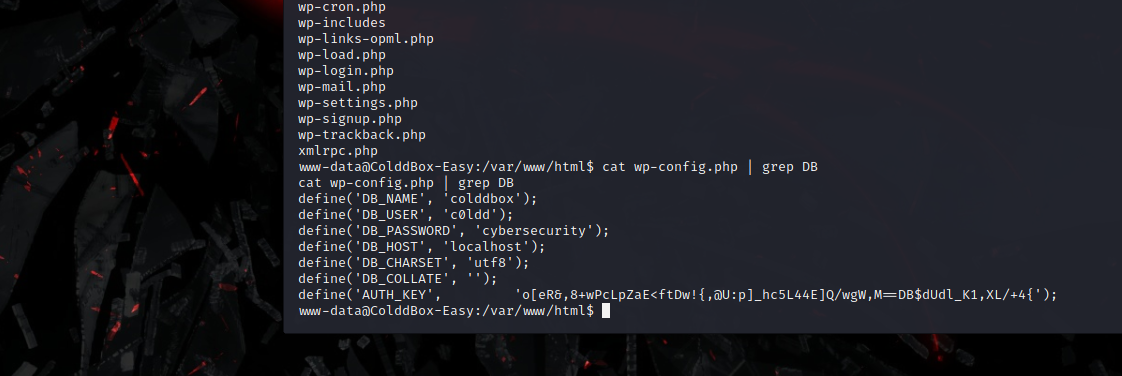 wp-cron.php
wp-includes
wp-links-opml.php
wp-load.php
wp-login.php
wp-mail.php
wp-settings.php
wp-signup.php
wp-trackback.php
xmlrpc.php
www-data@ColddBox-Easy:/var/www/html$ cat wp-config.php | grep DB
cat wp-config.php | grep DB
define('DB_NAME', 'colddbox');
define('DB_USER', 'c0ldd');
define('DB_PASSWORD', 'cybersecurity');
define('DB_HOST', 'localhost');
define('DB_CHARSET', 'utf8');
define('DB_COLLATE', '');
define('AUTH_KEY',         'o[eR&,8+wPcLpZaE<ftDw!{,@U:p]_hc5L44E]Q/wgW,M==DB$dUdl_K1,XL/+4{');
www-data@ColddBox-Easy:/var/www/html$